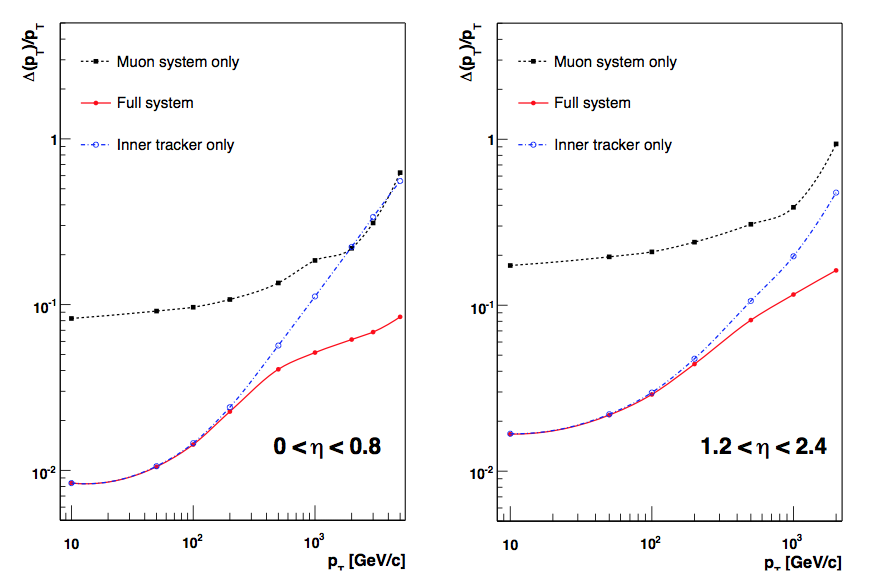 Δ(p_T)/p_T
Muon system only
Full system
Inner tracker only
1
10^-1
10^-2
0 < η < 0.8
10
10^2
10^3
p_T [GeV/c]
Δ(p_T)/p_T
Muon system only
Full system
Inner tracker only
1
10^-1
10^-2
1.2 < η < 2.4
10
10^2
10^3
p_T [GeV/c]